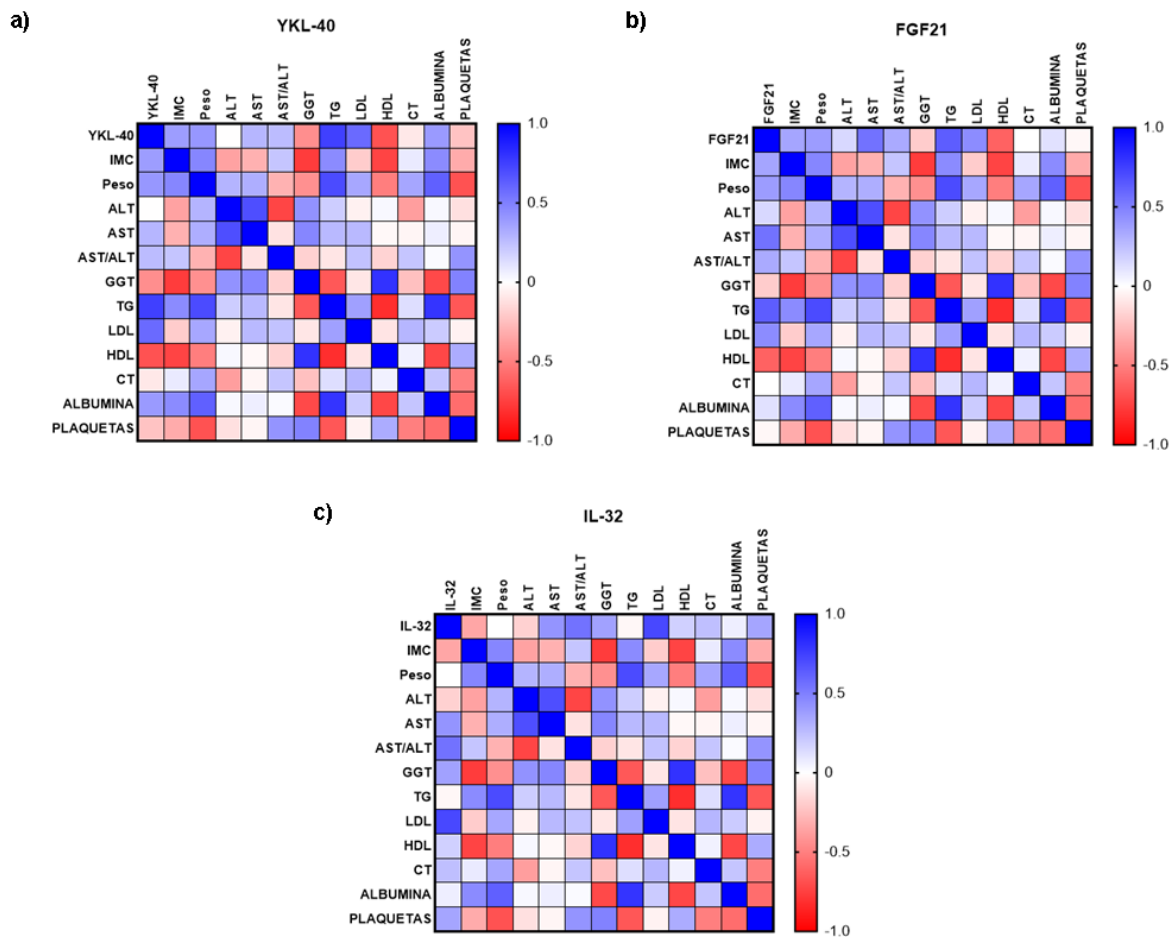 a)
YKL-40
YKL-40 IMC Peso ALT AST AST/ALT GGT TG LDL HDL CT ALBUMINA PLAQUETAS
YKL-40
IMC
Peso
ALT
AST
AST/ALT
GGT
TG
LDL
HDL
CT
ALBUMINA
PLAQUETAS
1.0
0.5
0
-0.5
-1.0
b)
FGF21
FGF21 IMC Peso ALT AST AST/ALT GGT TG LDL HDL CT ALBUMINA PLAQUETAS
FGF21
IMC
Peso
ALT
AST
AST/ALT
GGT
TG
LDL
HDL
CT
ALBUMINA
PLAQUETAS
1.0
0.5
0
-0.5
-1.0
c)
IL-32
IL-32 IMC Peso ALT AST AST/ALT GGT TG LDL HDL CT ALBUMINA PLAQUETAS
IL-32
IMC
Peso
ALT
AST
AST/ALT
GGT
TG
LDL
HDL
CT
ALBUMINA
PLAQUETAS
1.0
0.5
0
-0.5
-1.0